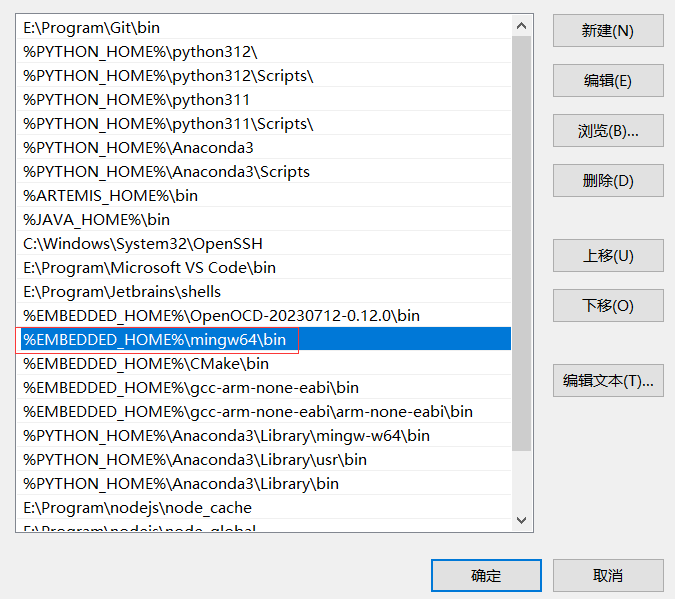 E:\Program\Git\bin
%PYTHON_HOME%\python312\
%PYTHON_HOME%\python312\Scripts\
%PYTHON_HOME%\python311
%PYTHON_HOME%\python311\Scripts\
%PYTHON_HOME%\Anaconda3
%PYTHON_HOME%\Anaconda3\Scripts
%ARTEMIS_HOME%\bin
%JAVA_HOME%\bin
C:\Windows\System32\OpenSSH
E:\Program\Microsoft VS Code\bin
E:\Program\Jetbrains\shells
%EMBEDDED_HOME%\OpenOCD-20230712-0.12.0\bin
%EMBEDDED_HOME%\mingw64\bin
%EMBEDDED_HOME%\CMake\bin
%EMBEDDED_HOME%\gcc-arm-none-eabi\bin
%EMBEDDED_HOME%\gcc-arm-none-eabi\arm-none-eabi\bin
%PYTHON_HOME%\Anaconda3\Library\mingw-w64\bin
%PYTHON_HOME%\Anaconda3\Library\usr\bin
%PYTHON_HOME%\Anaconda3\Library\bin
E:\Program\nodejs\node_cache
E:\Program\nodejs\node_global
新建(N)
编辑(E)
浏览(B)...
删除(D)
上移(U)
下移(O)
编辑文本(T)...
确定
取消